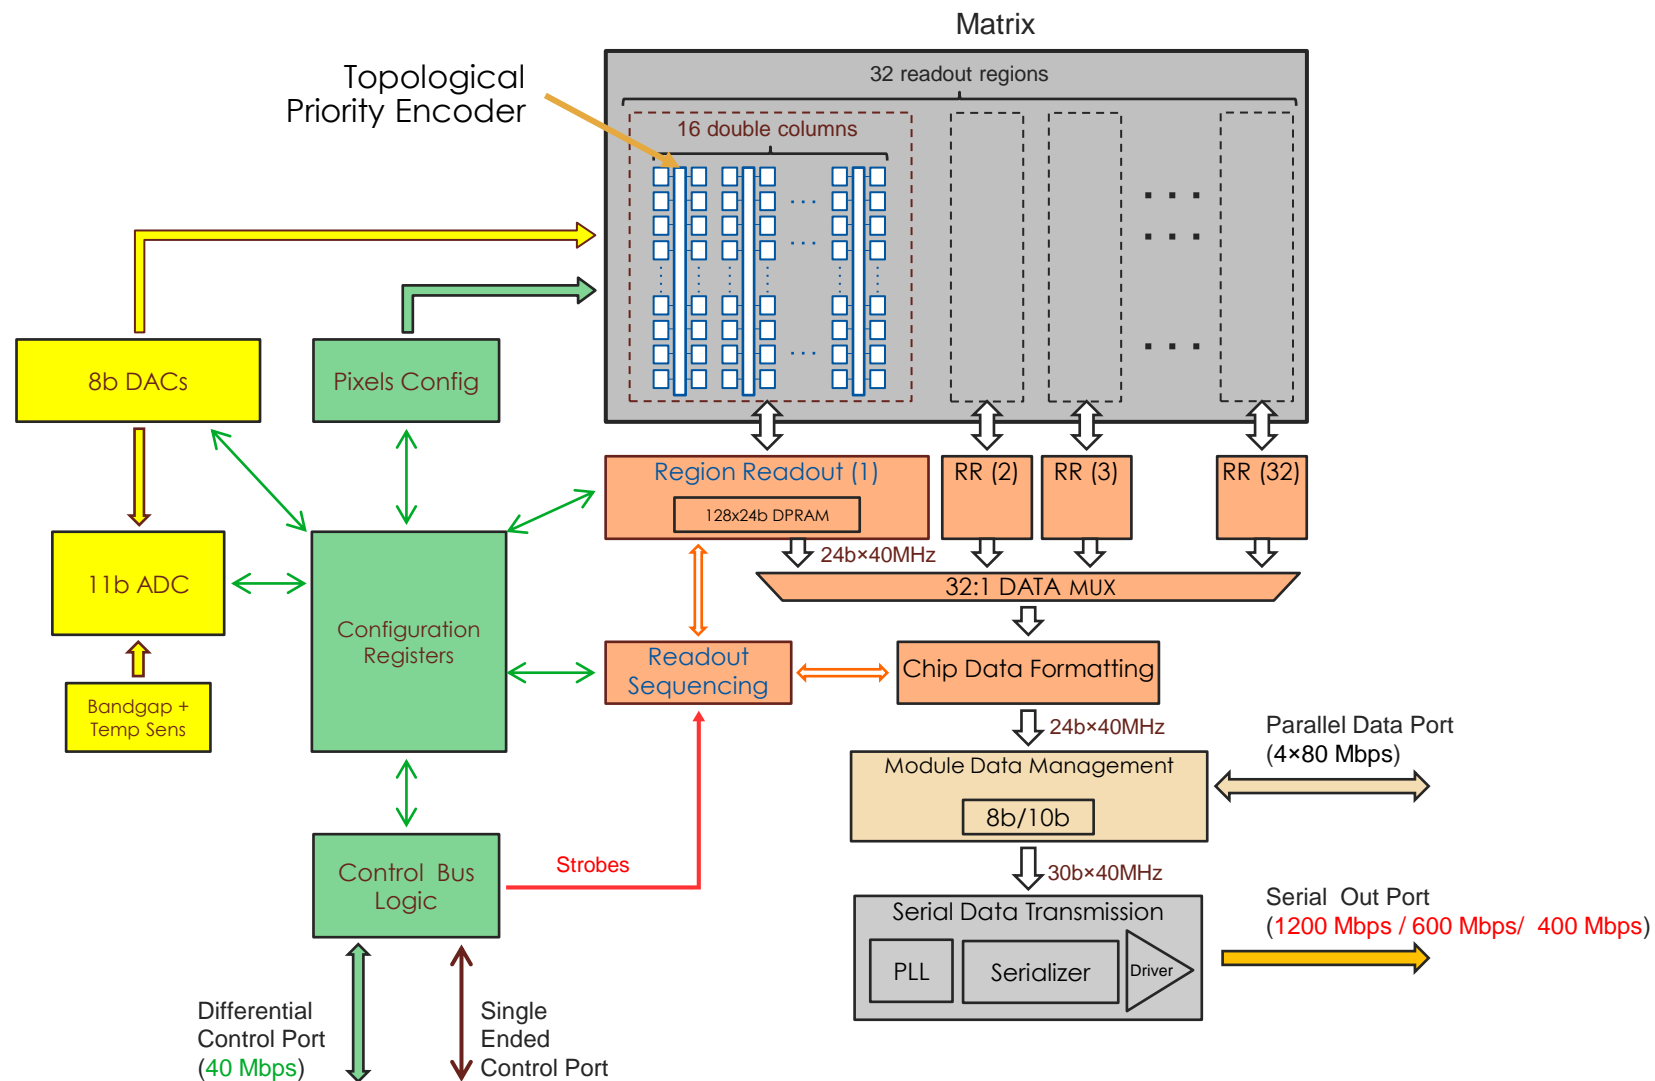 Matrix
Topological
Priority Encoder
32 readout regions
16 double columns
8b DACs
Pixels Config
Region Readout (1)
128x24b DPRAM
RR (2)
RR (3)
RR (32)
24b×40MHz
32:1 DATA MUX
11b ADC
Configuration
Registers
Readout
Sequencing
Chip Data Formatting
Bandgap +
Temp Sens
24b×40MHz
Parallel Data Port
(4×80 Mbps)
Module Data Management
8b/10b
Control Bus
Logic
Strobes
30b×40MHz
Serial Data Transmission
PLL
Serializer
Driver
Serial Out Port
(1200 Mbps / 600 Mbps/ 400 Mbps)
Differential
Control Port
(40 Mbps)
Single
Ended
Control Port